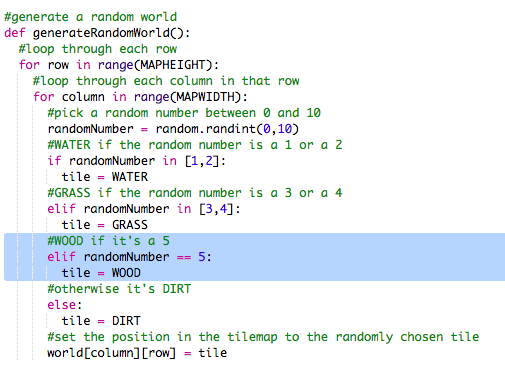 #generate a random world
def generateRandomWorld():
  #loop through each row
  for row in range(MAPHEIGHT):
    #loop through each column in that row
    for column in range(MAPWIDTH):
      #pick a random number between 0 and 10
      randomNumber = random.randint(0,10)
      #WATER if the random number is a 1 or a 2
      if randomNumber in [1,2]:
        tile = WATER
      #GRASS if the random number is a 3 or a 4
      elif randomNumber in [3,4]:
        tile = GRASS
      #WOOD if it's a 5
      elif randomNumber == 5:
        tile = WOOD
      #otherwise it's DIRT
      else:
        tile = DIRT
      #set the position in the tilemap to the randomly chosen tile
      world[column][row] = tile